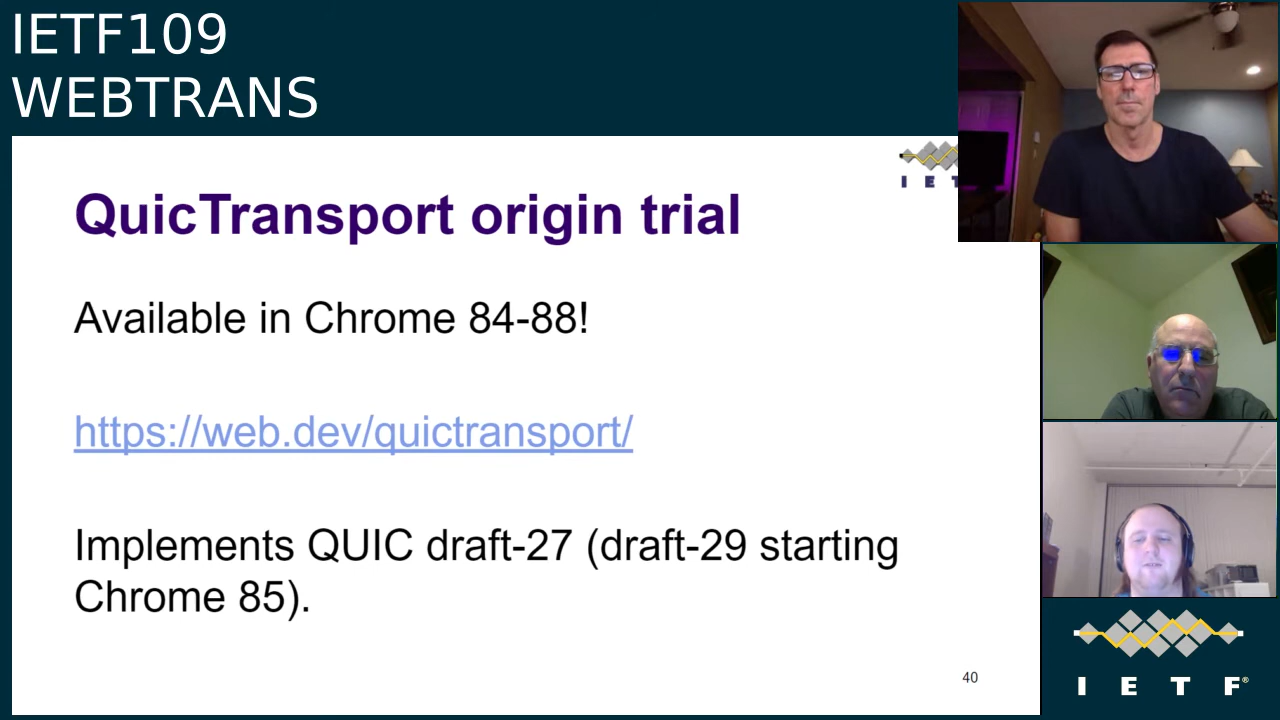 IETF109
WEBTRANS
I E T
QuicTransport origin trial
Available in Chrome 84-88!
https://web.dev/quictransport/
Implements QUIC draft-27 (draft-29 starting
Chrome 85).
40
I E T F®